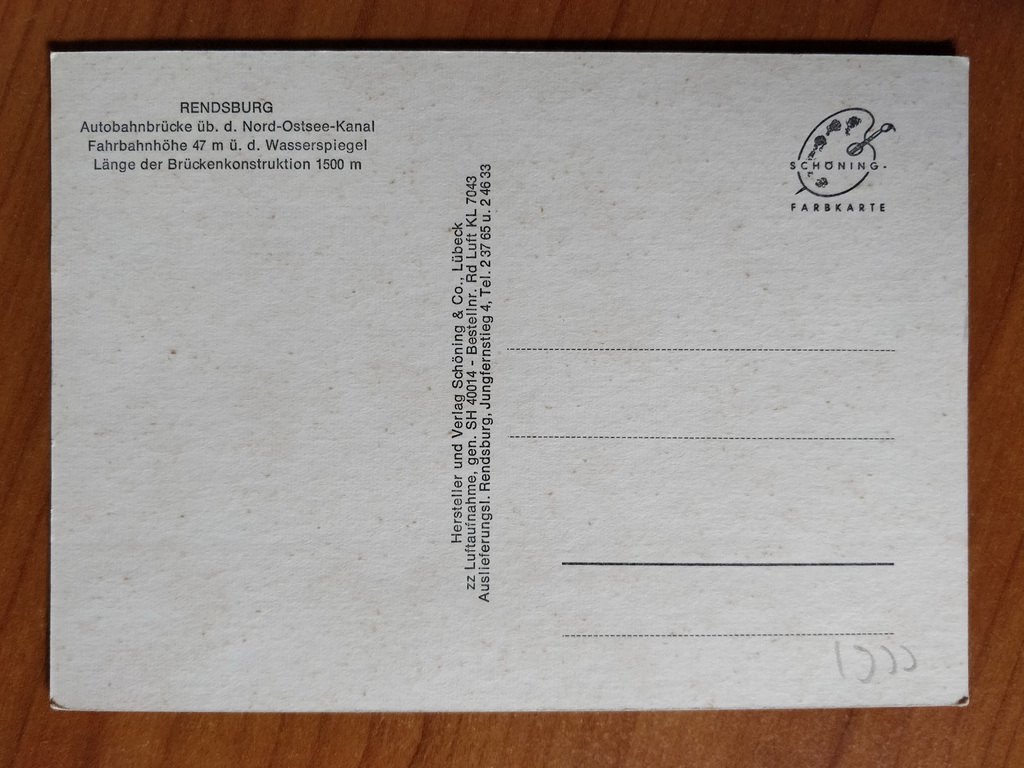 RENDSBURG
Autobahnbrücke üb. d. Nord-Ostsee-Kanal
Fahrbahnhöhe 47 m ü. d. Wasserspiegel
Länge der Brückenkonstruktion 1500 m
Hersteller und Verlag Schöning & Co., Lübeck
zz Luftaufnahme, gen. SH 40014 - Bestellnr. Rd Luft KL 7043
Auslieferungsl. Rendsburg, Jungfernstieg 4, Tel. 2 37 65 u. 2 46 33
SCHÖNING-
FARBKARTE